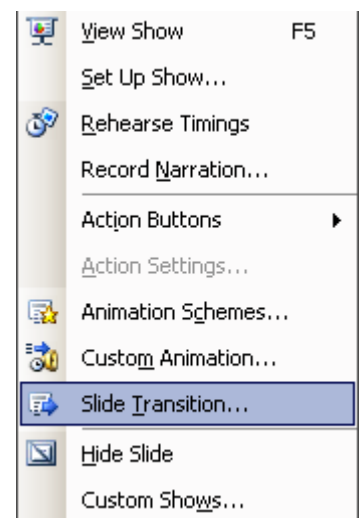 View Show F5
Set Up Show...
Rehearse Timings
Record Narration...
Action Buttons
Action Settings...
Animation Schemes...
Custom Animation...
Slide Transition...
Hide Slide
Custom Shows...